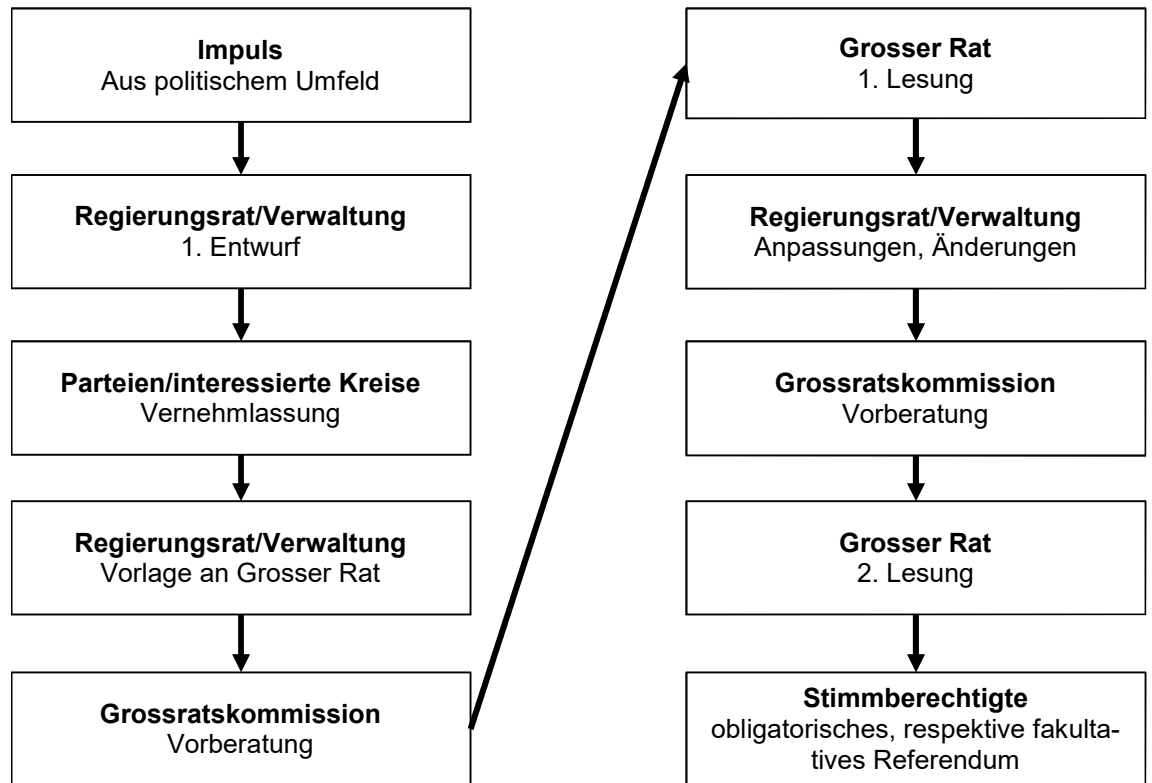 Impuls
Aus politischem Umfeld
Regierungsrat/Verwaltung
1. Entwurf
Parteien/interessierte Kreise
Vernehmlassung
Regierungsrat/Verwaltung
Vorlage an Grosser Rat
Grossratskommission
Vorberatung
Grosser Rat
1. Lesung
Regierungsrat/Verwaltung
Anpassungen, Änderungen
Grossratskommission
Vorberatung
Grosser Rat
2. Lesung
Stimmberechtigte
obligatorisches, respektive fakulta-
tives Referendum